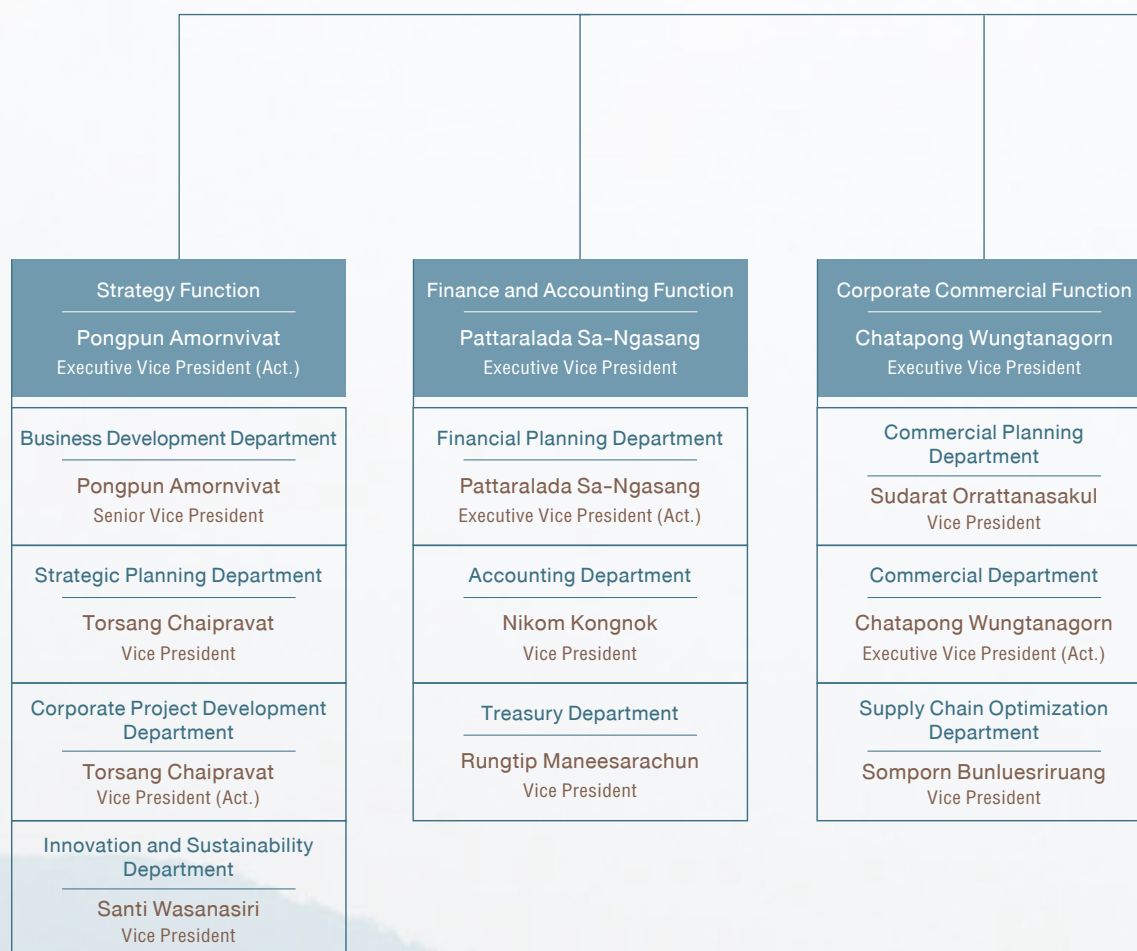 Strategy Function
Pongpun Amornvivat
Executive Vice President (Act.)
Business Development Department
Pongpun Amornvivat
Senior Vice President
Strategic Planning Department
Torsang Chaipravat
Vice President
Corporate Project Development
Department
Torsang Chaipravat
Vice President (Act.)
Innovation and Sustainability
Department
Santi Wasanasiri
Vice President
Finance and Accounting Function
Pattaralada Sa-Ngasang
Executive Vice President
Financial Planning Department
Pattaralada Sa-Ngasang
Executive Vice President (Act.)
Accounting Department
Nikom Kongnok
Vice President
Treasury Department
Rungtip Maneesarachun
Vice President
Corporate Commercial Function
Chatapong Wungtanagorn
Executive Vice President
Commercial Planning
Department
Sudarat Orrattanasakul
Vice President
Commercial Department
Chatapong Wungtanagorn
Executive Vice President (Act.)
Supply Chain Optimization
Department
Somporn Bunluesriruang
Vice President